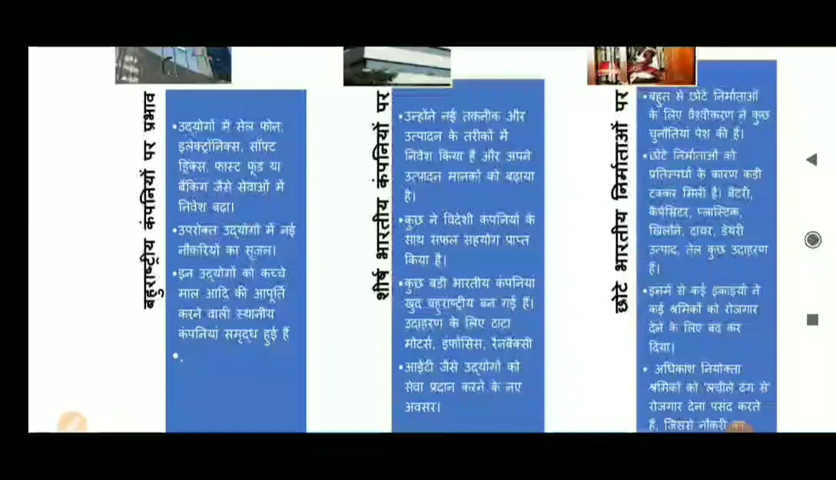 बहुराष्ट्रीय कंपनियों पर प्रभाव
•उद्योगों में सेल फोन,
इलेक्ट्रॉनिक्स, सॉफ्ट
ड्रिंक्स, फास्ट फूड या
बैंकिंग जैसे सेवाओं में
निवेश बढ़ा।
•उपरोक्त उद्योगों में नई
नौकरियों का सृजन।
•इन उद्योगों को कच्चे
माल आदि की आपूर्ति
करने वाली स्थानीय
कंपनियां समृद्ध हुई हैं
•.
शीर्ष भारतीय कंपनियों पर
•उन्होंने नई तकनीक और
उत्पादन के तरीकों में
निवेश किया है और अपने
उत्पादन मानकों को बढ़ाया
है।
•कुछ ने विदेशी कंपनियों के
साथ सफल सहयोग प्राप्त
किया है।
•कुछ बड़ी भारतीय कंपनियां
खुद बहुराष्ट्रीय बन गई हैं।
उदाहरण के लिए टाटा
मोटर्स, इंफोसिस, रैनबैक्सी
•आईटी जैसे उद्योगों को
सेवा प्रदान करने के नए
अवसर।
छोटे भारतीय निर्माताओं पर
•बहुत से छोटे निर्माताओं
के लिए वैश्वीकरण ने कुछ
चुनौतियां पेश की हैं।
•छोटे निर्माताओं को
प्रतिस्पर्धा के कारण कड़ी
टक्कर मिली है। बैटरी,
कैपेसिटर, प्लास्टिक,
खिलौने, टायर, डेयरी
उत्पाद, तेल कुछ उदाहरण
हैं।
•इनमें से कई इकाइयों ने
कई श्रमिकों को रोजगार
देने के लिए बंद कर
दिया।
• अधिकांश नियोक्ता
श्रमिकों को 'लचीले ढंग से'
रोजगार देना पसंद करते
हैं, जिससे नौकरी